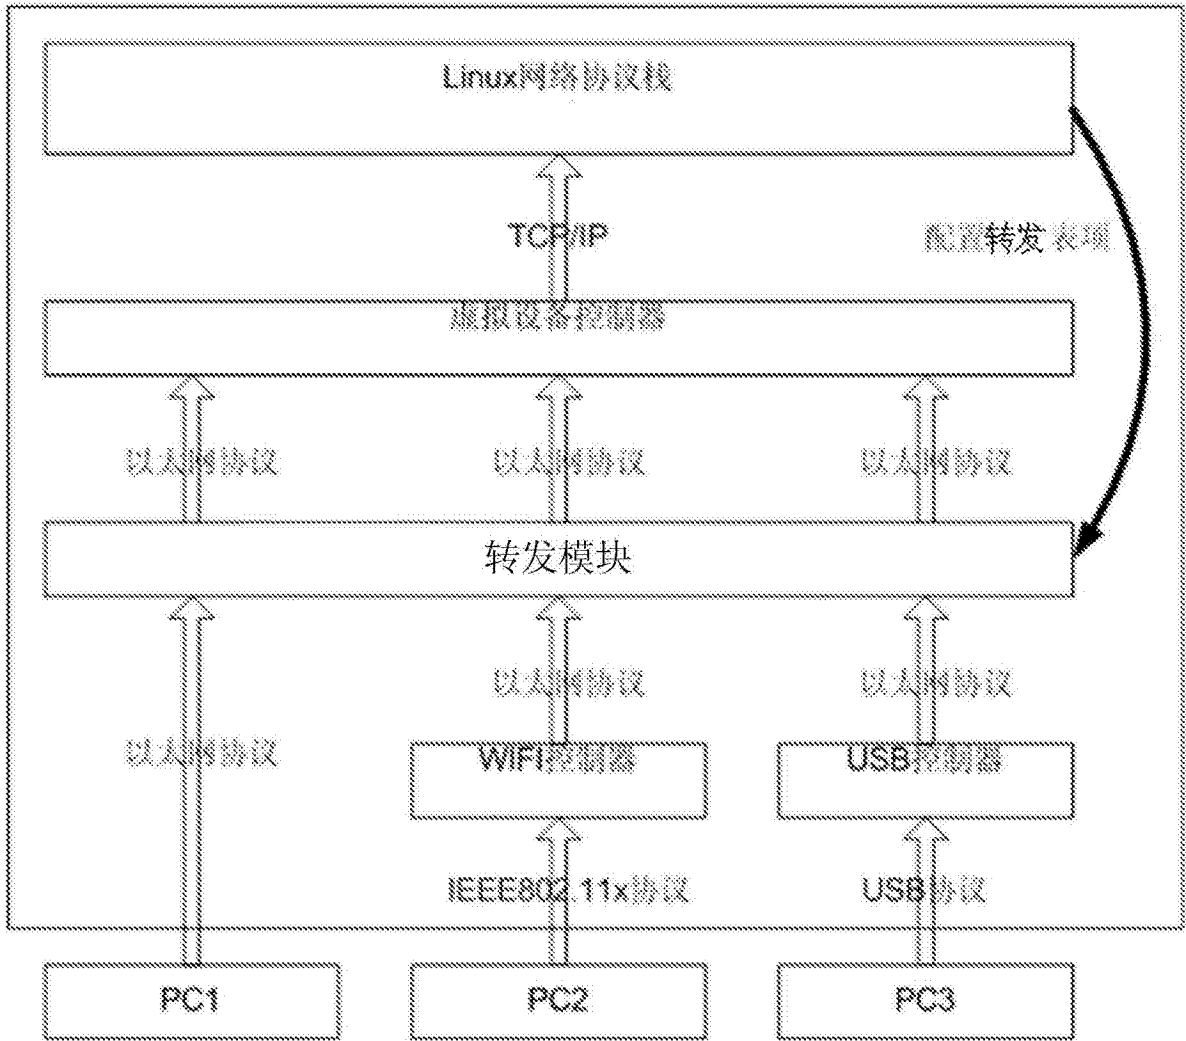 Linux网络协议栈
TCP/IP
配置转发 表项
虚拟设备控制器
以太网协议
以太网协议
以太网协议
转发模块
以太网协议
以太网协议
以太网协议
WIFI控制器
USB控制器
IEEE802.11x协议
USB协议
PC1
PC2
PC3